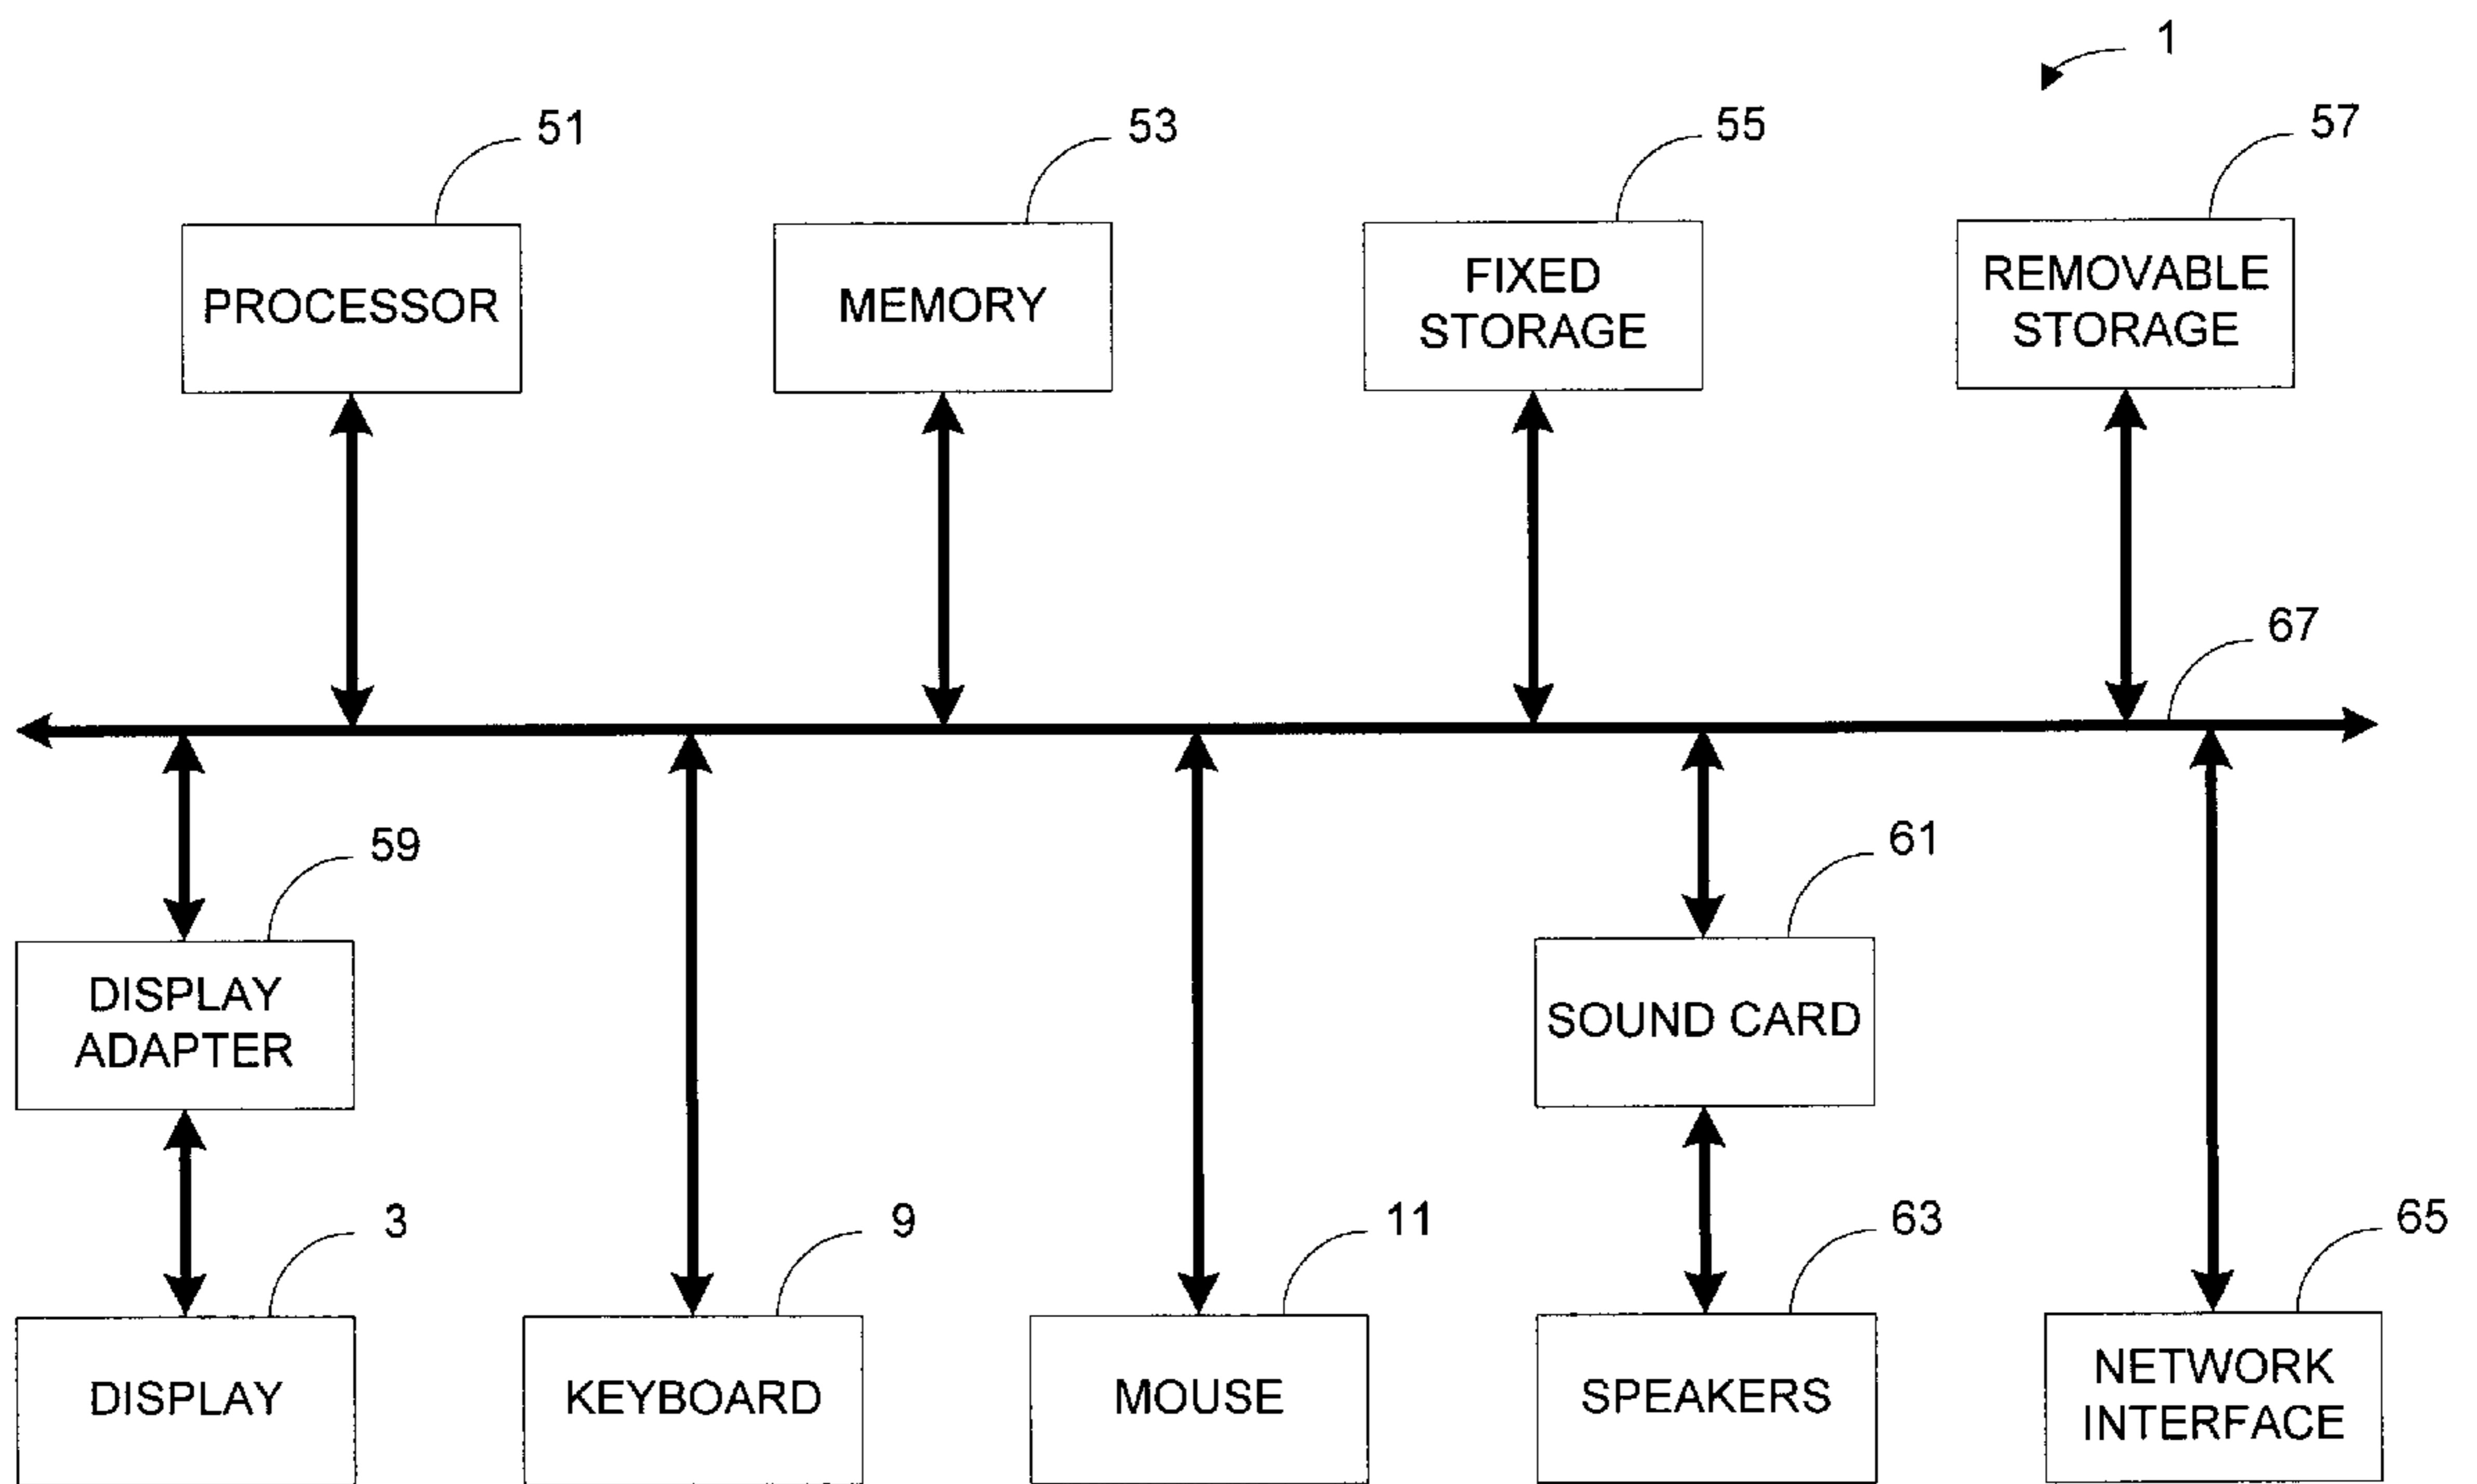 1
51
53
55
57
PROCESSOR
MEMORY
FIXED
STORAGE
REMOVABLE
STORAGE
67
59
61
DISPLAY
ADAPTER
SOUND CARD
3
9
11
63
65
DISPLAY
KEYBOARD
MOUSE
SPEAKERS
NETWORK
INTERFACE